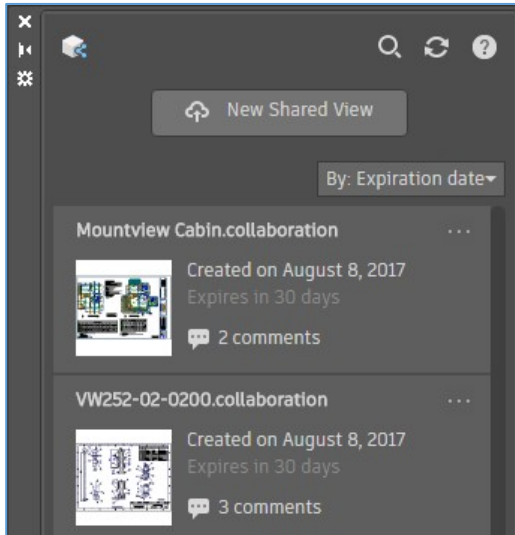 New Shared View
By: Expiration date
Mountview Cabin.collaboration
Created on August 8, 2017
Expires in 30 days
2 comments
VW252-02-0200.collaboration
Created on August 8, 2017
Expires in 30 days
3 comments